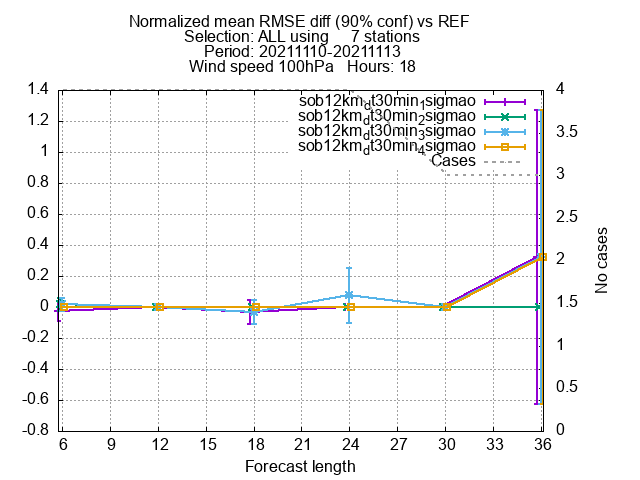 Normalized mean RMSE diff (90% conf) vs REF
Selection: ALL using 7 stations
Period: 20211110-20211113
Wind speed 100hPa Hours: 18
sob12km_dt30min_1sigmao
sob12km_dt30min_2sigmao
sob12km_dt30min_3sigmao
sob12km_dt30min_4sigmao
Cases
1.4
1.2
1
0.8
0.6
0.4
0.2
0
-0.2
-0.4
-0.6
-0.8
4
3.5
3
2.5
2
1.5
1
0.5
0
No cases
6 9 12 15 18 21 24 27 30 33 36
Forecast length